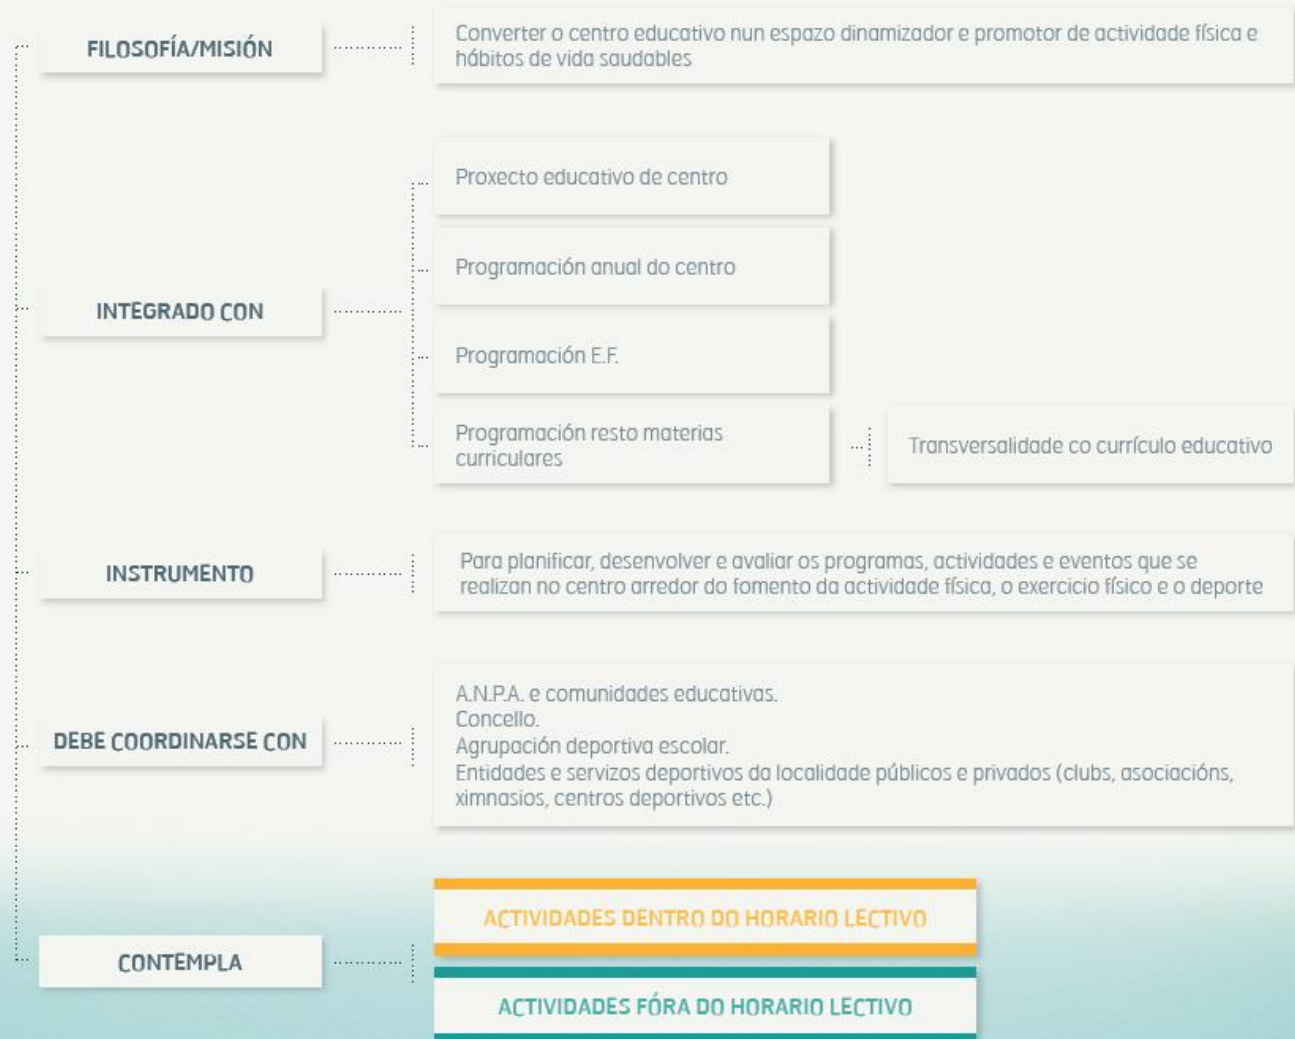 FILOSOFÍA/MISIÓN
Converter o centro educativo nun espazo dinamizador e promotor de actividade física e
hábitos de vida saudables
INTEGRADO CON
Proxecto educativo de centro
Programación anual do centro
Programación E.F.
Programación resto materias
curriculares
Transversalidade co currículo educativo
INSTRUMENTO
Para planificar, desenvolver e avaliar os programas, actividades e eventos que se
realizan no centro arredor do fomento da actividade física, o exercicio físico e o deporte
DEBE COORDINARSE CON
A.N.P.A. e comunidades educativas.
Concello.
Agrupación deportiva escolar.
Entidades e servizos deportivos da localidade públicos e privados (clubs, asociacións,
ximnasios, centros deportivos etc.)
CONTEMPLA
ACTIVIDADES DENTRO DO HORARIO LECTIVO
ACTIVIDADES FÓRA DO HORARIO LECTIVO